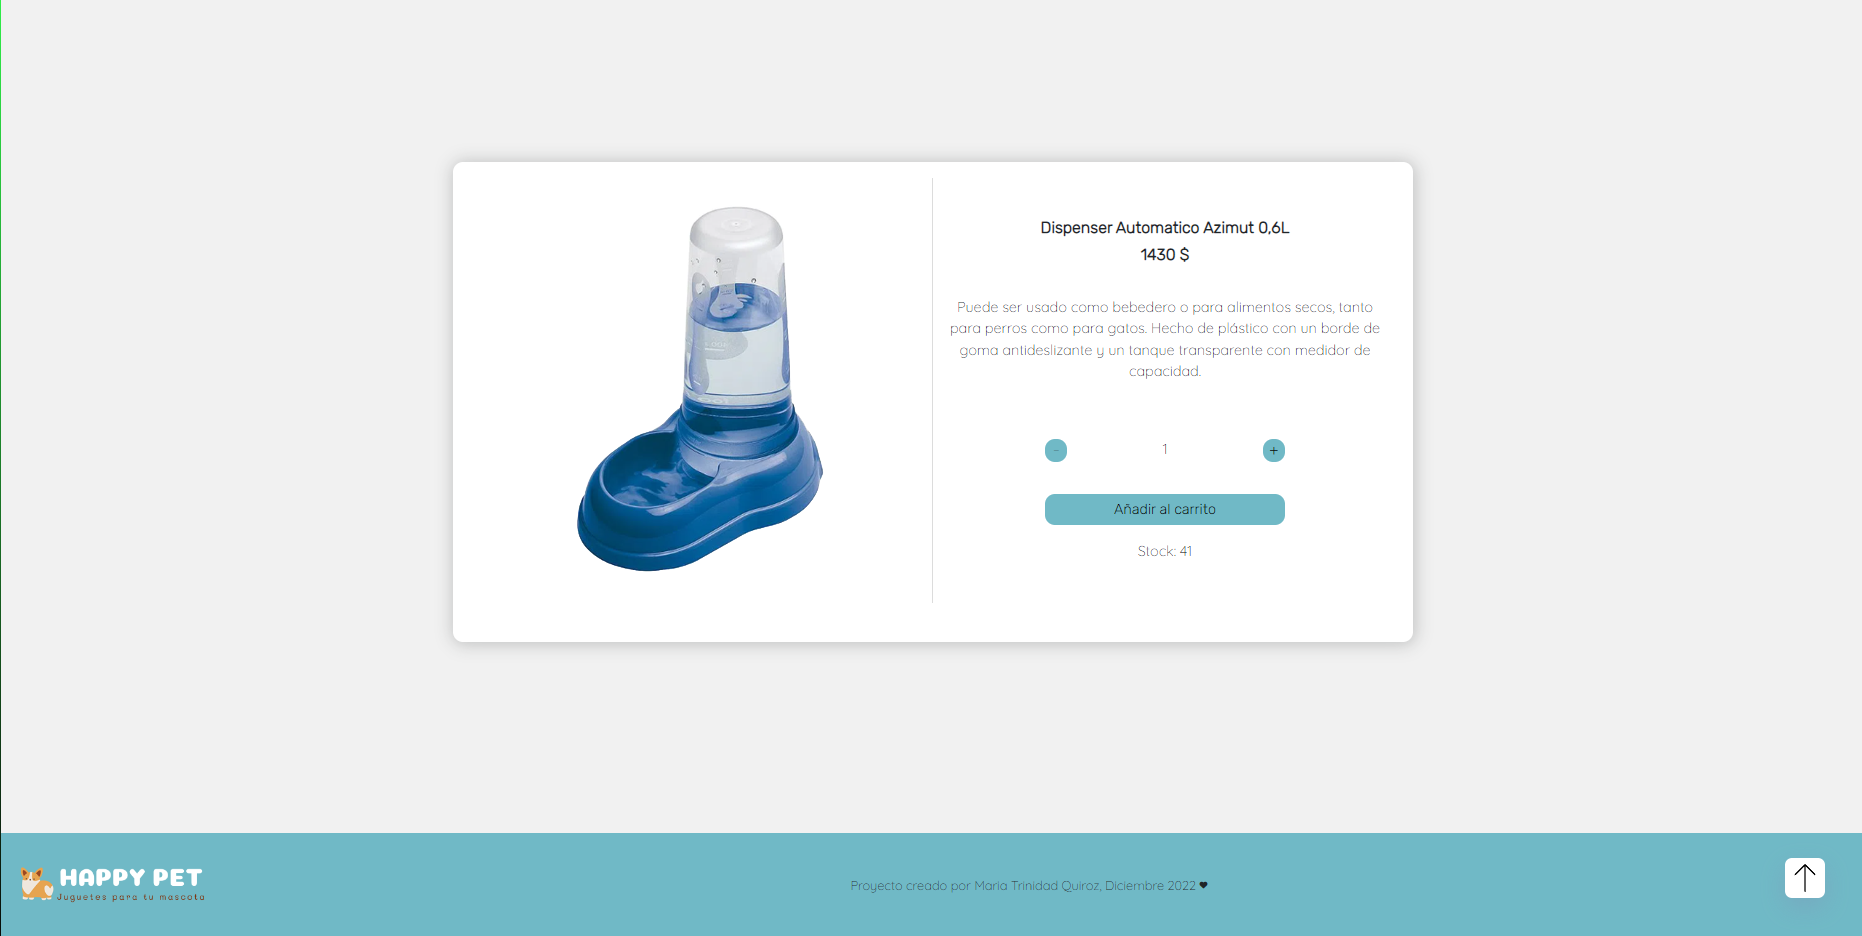 Dispenser Automatico Azimut 0,6L
1430 $
Puede ser usado como bebedero o para alimentos secos, tanto
para perros como para gatos. Hecho de plástico con un borde de
goma antideslizante y un tanque transparente con medidor de
capacidad.
- 1 +
Añadir al carrito
Stock: 41
HAPPY PET
Juguetes para tu mascota
Proyecto creado por Maria Trinidad Quiroz, Diciembre 2022 ❤